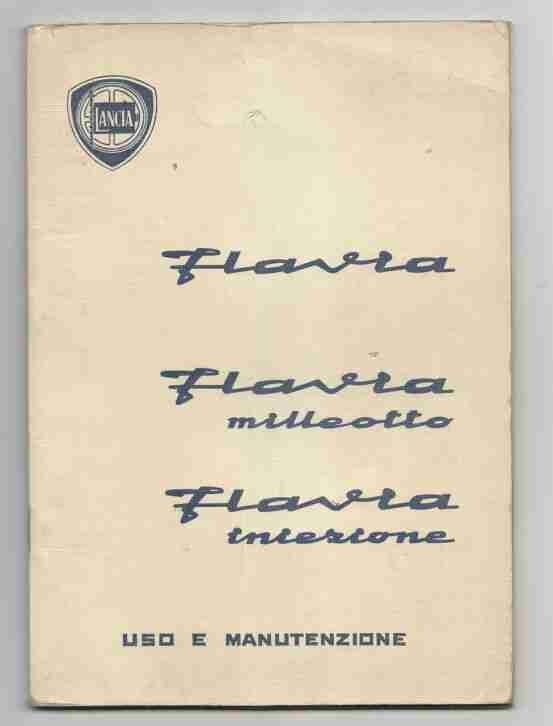 LANCIA
Flavia
Flavia
milleotto
Flavia
iniezione
USO E MANUTENZIONE